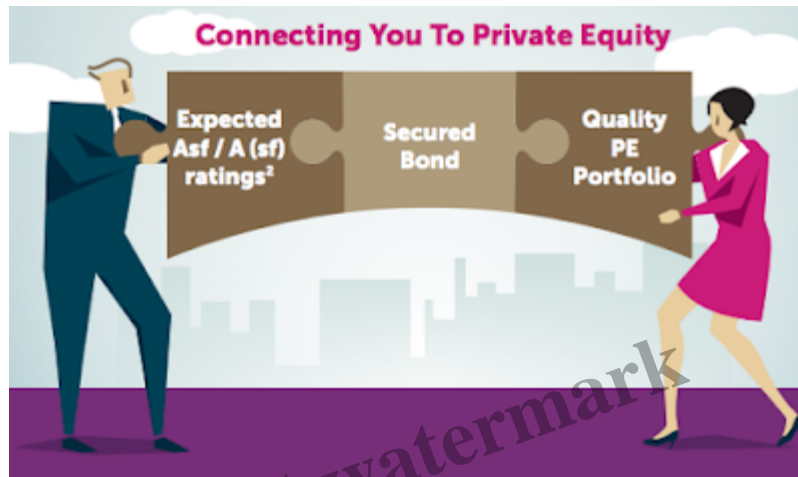 Connecting You To Private Equity
Expected
Asf / A (sf)
ratings²
Secured
Bond
Quality
PE
Portfolio
watermark